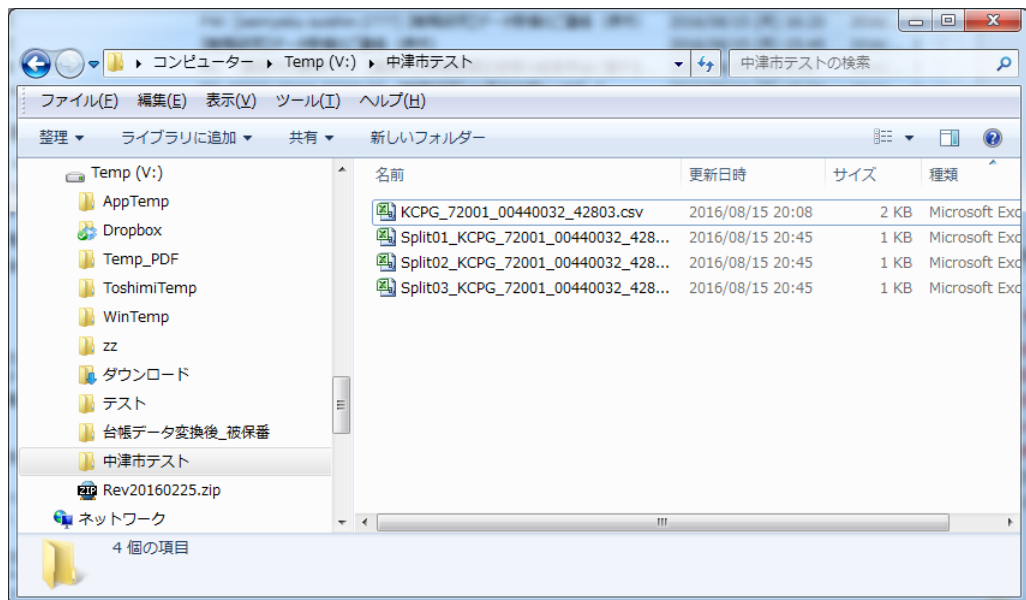 コンピューター ▸ Temp (V:) ▸ 中津市テスト
中津市テストの検索
ファイル(F) 編集(E) 表示(V) ツール(T) ヘルプ(H)
整理 ライブラリに追加 共有 新しいフォルダー
Temp (V:)
AppTemp
Dropbox
Temp_PDF
ToshimiTemp
WinTemp
zz
ダウンロード
テスト
台帳データ変換後_被保番
中津市テスト
Rev20160225.zip
ネットワーク
名前 更新日時 サイズ 種類
KCPG_72001_00440032_42803.csv 2016/08/15 20:08 2 KB Microsoft Exc
Split01_KCPG_72001_00440032_428... 2016/08/15 20:45 1 KB Microsoft Exc
Split02_KCPG_72001_00440032_428... 2016/08/15 20:45 1 KB Microsoft Exc
Split03_KCPG_72001_00440032_428... 2016/08/15 20:45 1 KB Microsoft Exc
4 個の項目